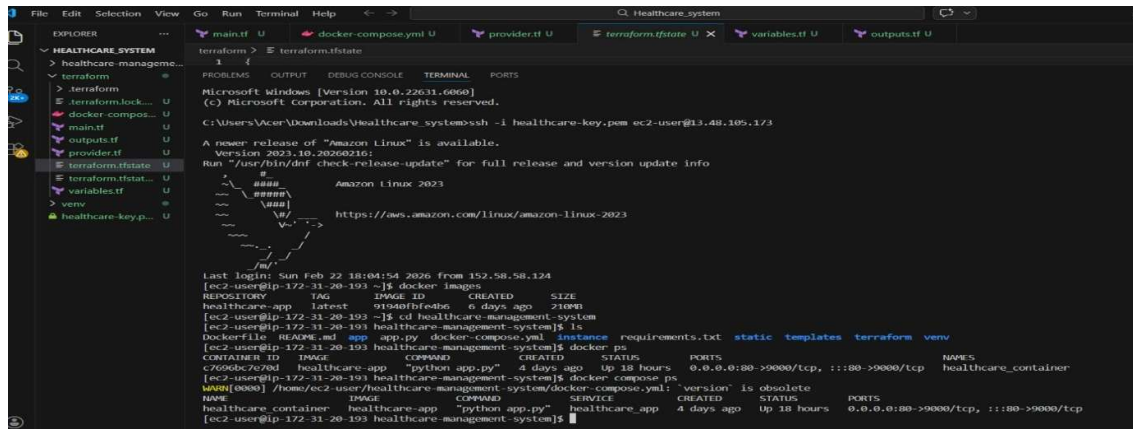 File Edit Selection View Go Run Terminal Help
Healthcare_system
EXPLORER ...
main.tf U docker-compose.yml U provider.tf U terraform.tfstate U variables.tf U outputs.tf U
HEALTHCARE_SYSTEM
terraform > terraform.tfstate
1 {
> healthcare-manageme...
terraform
> .terraform
.terraform.lock.... U
docker-compos... U
main.tf U
outputs.tf U
provider.tf U
terraform.tfstate U
terraform.tfstat... U
variables.tf U
> venv
healthcare-key.p... U
2K+
PROBLEMS OUTPUT DEBUG CONSOLE TERMINAL PORTS
Microsoft Windows [Version 10.0.22631.6060]
(c) Microsoft Corporation. All rights reserved.
C:\Users\Acer\Downloads\Healthcare_system>ssh -i healthcare-key.pem ec2-user@13.48.105.173
A newer release of "Amazon Linux" is available.
Version 2023.10.20260216:
Run "/usr/bin/dnf check-release-update" for full release and version update info
Amazon Linux 2023
https://aws.amazon.com/linux/amazon-linux-2023
Last login: Sun Feb 22 18:04:54 2026 from 152.58.58.124
[ec2-user@ip-172-31-20-193 ~]$ docker images
REPOSITORY TAG IMAGE ID CREATED SIZE
healthcare-app latest 91940fbfe4b6 6 days ago 210MB
[ec2-user@ip-172-31-20-193 ~]$ cd healthcare-management-system
[ec2-user@ip-172-31-20-193 healthcare-management-system]$ ls
Dockerfile README.md app app.py docker-compose.yml instance requirements.txt static templates terraform venv
[ec2-user@ip-172-31-20-193 healthcare-management-system]$ docker ps
CONTAINER ID IMAGE COMMAND CREATED STATUS PORTS NAMES
c7696bc7e70d healthcare-app "python app.py" 4 days ago Up 18 hours 0.0.0.0:80->9000/tcp, :::80->9000/tcp healthcare_container
[ec2-user@ip-172-31-20-193 healthcare-management-system]$ docker compose ps
WARN[0000] /home/ec2-user/healthcare-management-system/docker-compose.yml: `version` is obsolete
NAME IMAGE COMMAND SERVICE CREATED STATUS PORTS
healthcare_container healthcare-app "python app.py" healthcare_app 4 days ago Up 18 hours 0.0.0.0:80->9000/tcp, :::80->9000/tcp
[ec2-user@ip-172-31-20-193 healthcare-management-system]$